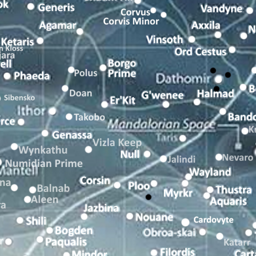 Generis
Corvus
Corvis Minor
Vandyne
Agamar
Axxila
Ketaris
Vinsoth
Ord Cestus
Kloss
Phaeda
Polus
Borgo
Prime
Dathomir
Doan
Sibensko
Er'Kit
G'wenee
Halmad
Ithor
Takobo
Mandalorian Space
Bando
Genassa
Taris
Wynkathu
Vizla Keep
Null
Jalindi
Nevaro
Numidian Prime
Mantell
Wayland
Corsin
Ploo
Myrkr
Thustra
Balnab
Aleen
Aquaris
Jazbina
Shili
Nouane
Cardovyte
Bogden
Obroa-skai
Katarr
Paqualis
Mindor
Filordis